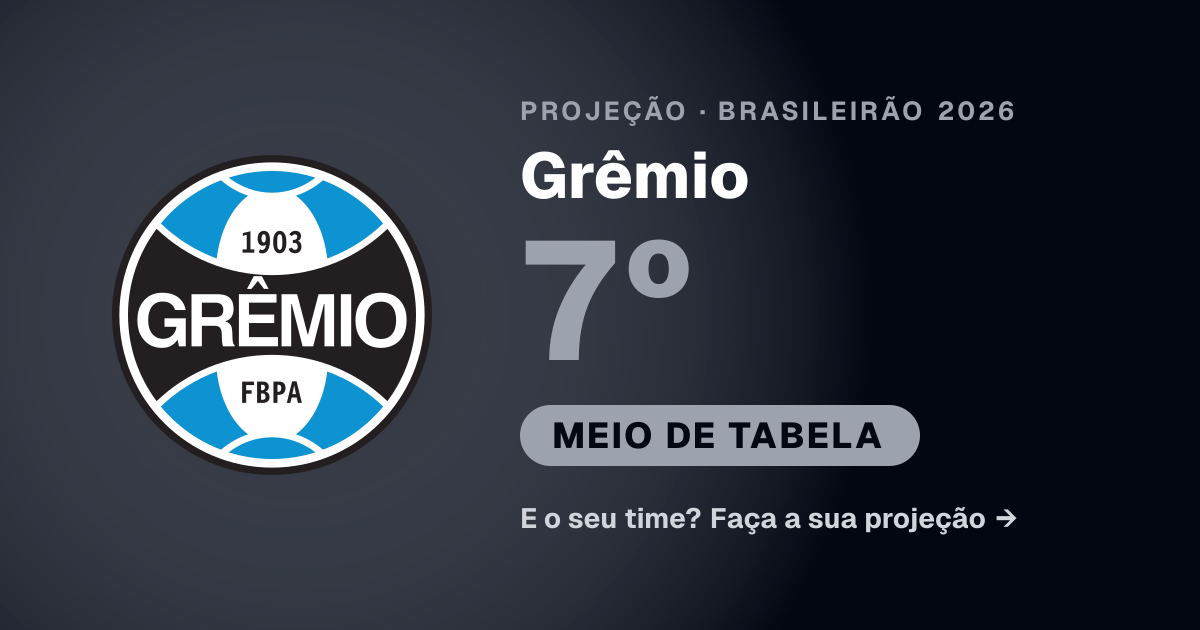 1903
GRÊMIO
FBPA
PROJEÇÃO · BRASILEIRÃO 2026
Grêmio
7º
MEIO DE TABELA
E o seu time? Faça a sua projeção →